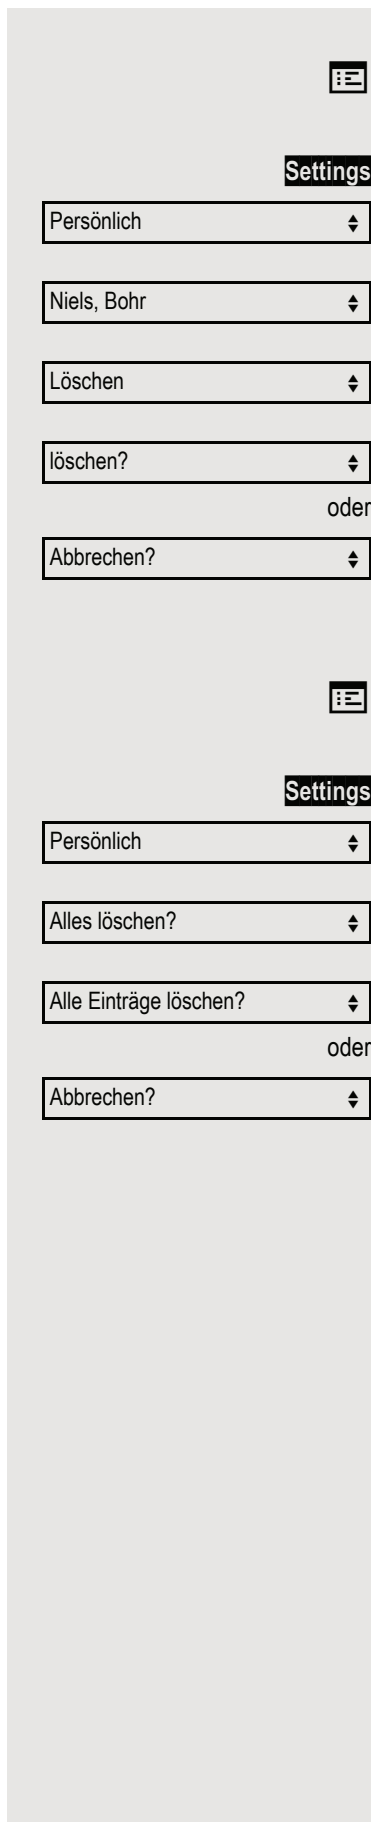 Settings
Persönlich
Niels, Bohr
Löschen
löschen?
oder
Abbrechen?
Settings
Persönlich
Alles löschen?
Alle Einträge löschen?
oder
Abbrechen?